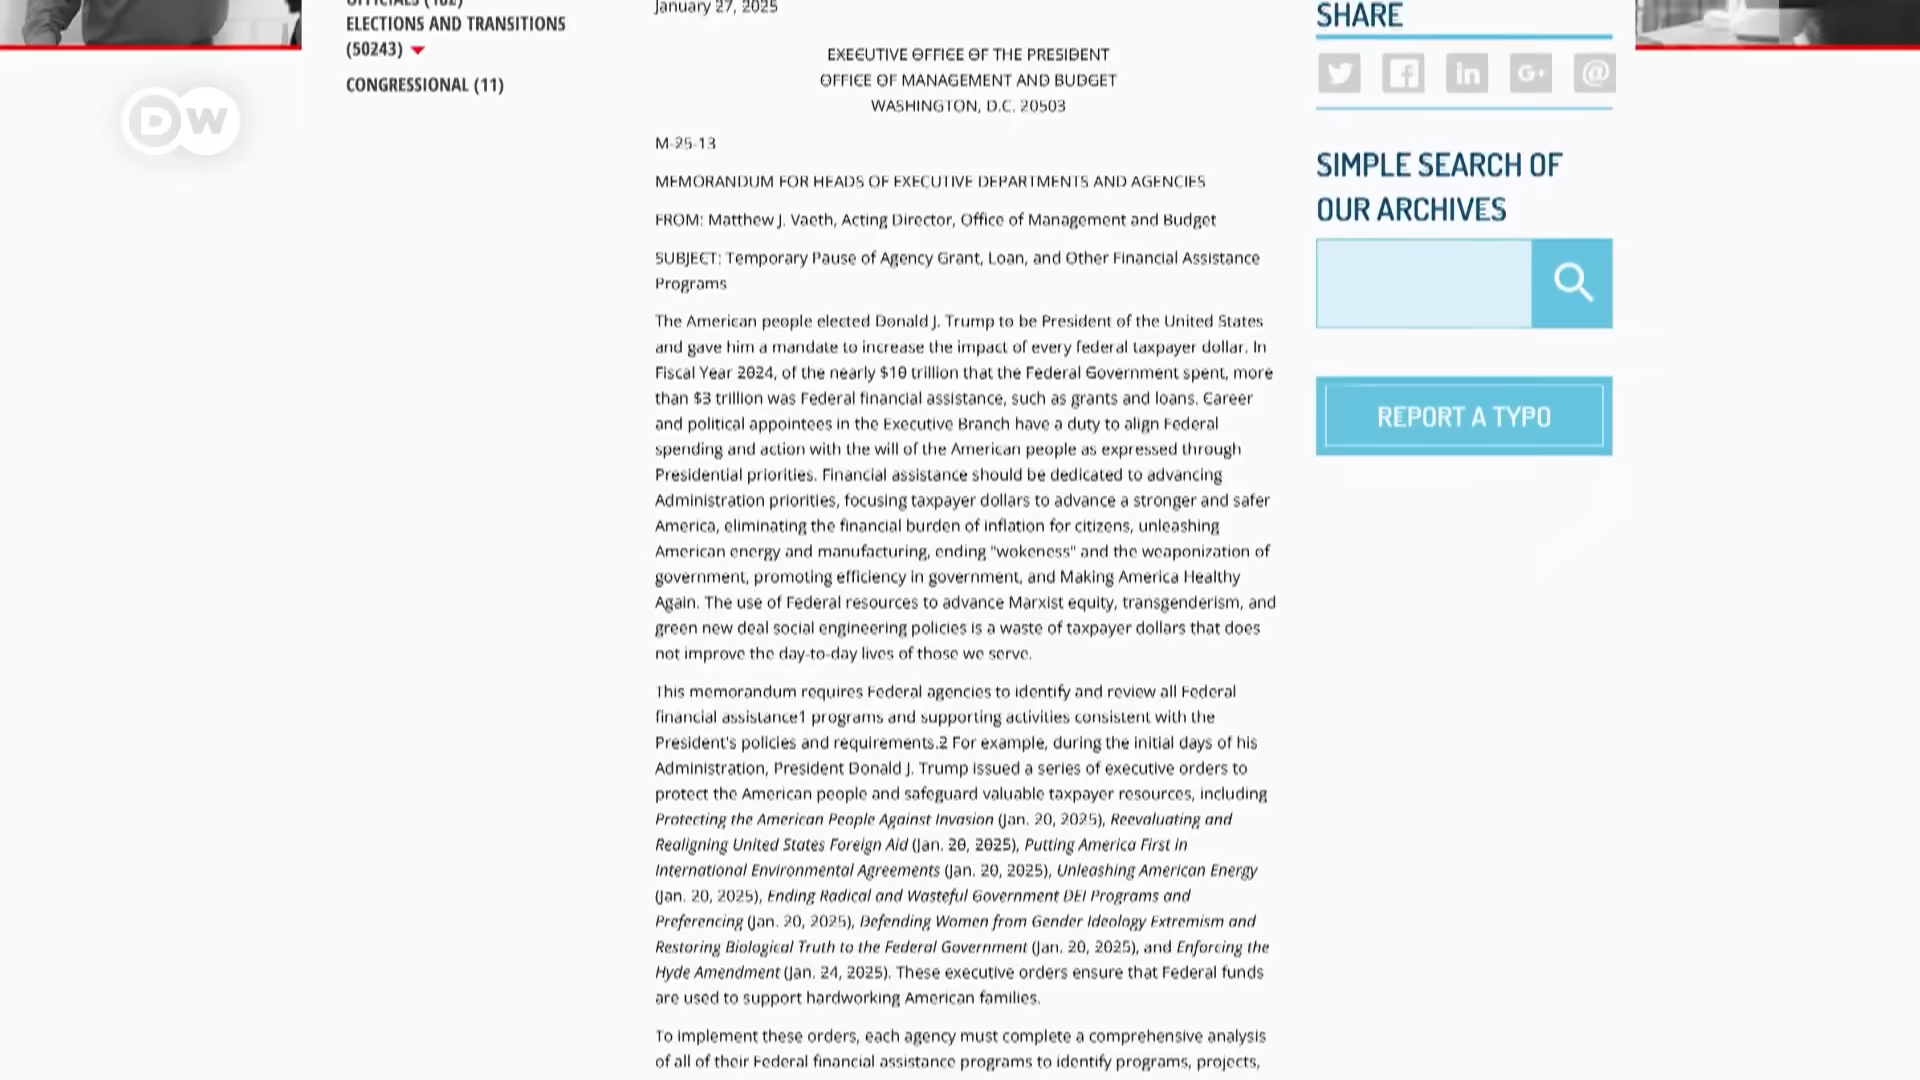 ELECTIONS AND TRANSITIONS
(50243)
CONGRESSIONAL (11)
DW
January 27, 2025
EXECUTIVE OFFICE OF THE PRESIDENT
OFFICE OF MANAGEMENT AND BUDGET
WASHINGTON, D.C. 20503
M-25-13
MEMORANDUM FOR HEADS OF EXECUTIVE DEPARTMENTS AND AGENCIES
FROM: Matthew J. Vaeth, Acting Director, Office of Management and Budget
SUBJECT: Temporary Pause of Agency Grant, Loan, and Other Financial Assistance
Programs
The American people elected Donald J. Trump to be President of the United States
and gave him a mandate to increase the impact of every federal taxpayer dollar. In
Fiscal Year 2024, of the nearly $10 trillion that the Federal Government spent, more
than $3 trillion was Federal financial assistance, such as grants and loans. Career
and political appointees in the Executive Branch have a duty to align Federal
spending and action with the will of the American people as expressed through
Presidential priorities. Financial assistance should be dedicated to advancing
Administration priorities, focusing taxpayer dollars to advance a stronger and safer
America, eliminating the financial burden of inflation for citizens, unleashing
American energy and manufacturing, ending "wokeness" and the weaponization of
government, promoting efficiency in government, and Making America Healthy
Again. The use of Federal resources to advance Marxist equity, transgenderism, and
green new deal social engineering policies is a waste of taxpayer dollars that does
not improve the day-to-day lives of those we serve.
This memorandum requires Federal agencies to identify and review all Federal
financial assistance1 programs and supporting activities consistent with the
President's policies and requirements.2 For example, during the initial days of his
Administration, President Donald J. Trump issued a series of executive orders to
protect the American people and safeguard valuable taxpayer resources, including
Protecting the American People Against Invasion (Jan. 20, 2025), Reevaluating and
Realigning United States Foreign Aid (Jan. 20, 2025), Putting America First in
International Environmental Agreements (Jan. 20, 2025), Unleashing American Energy
(Jan. 20, 2025), Ending Radical and Wasteful Government DEI Programs and
Preferencing (Jan. 20, 2025), Defending Women from Gender Ideology Extremism and
Restoring Biological Truth to the Federal Government (Jan. 20, 2025), and Enforcing the
Hyde Amendment (Jan. 24, 2025). These executive orders ensure that Federal funds
are used to support hardworking American families.
To implement these orders, each agency must complete a comprehensive analysis
of all of their Federal financial assistance programs to identify programs, projects,
SHARE
SIMPLE SEARCH OF
OUR ARCHIVES
REPORT A TYPO